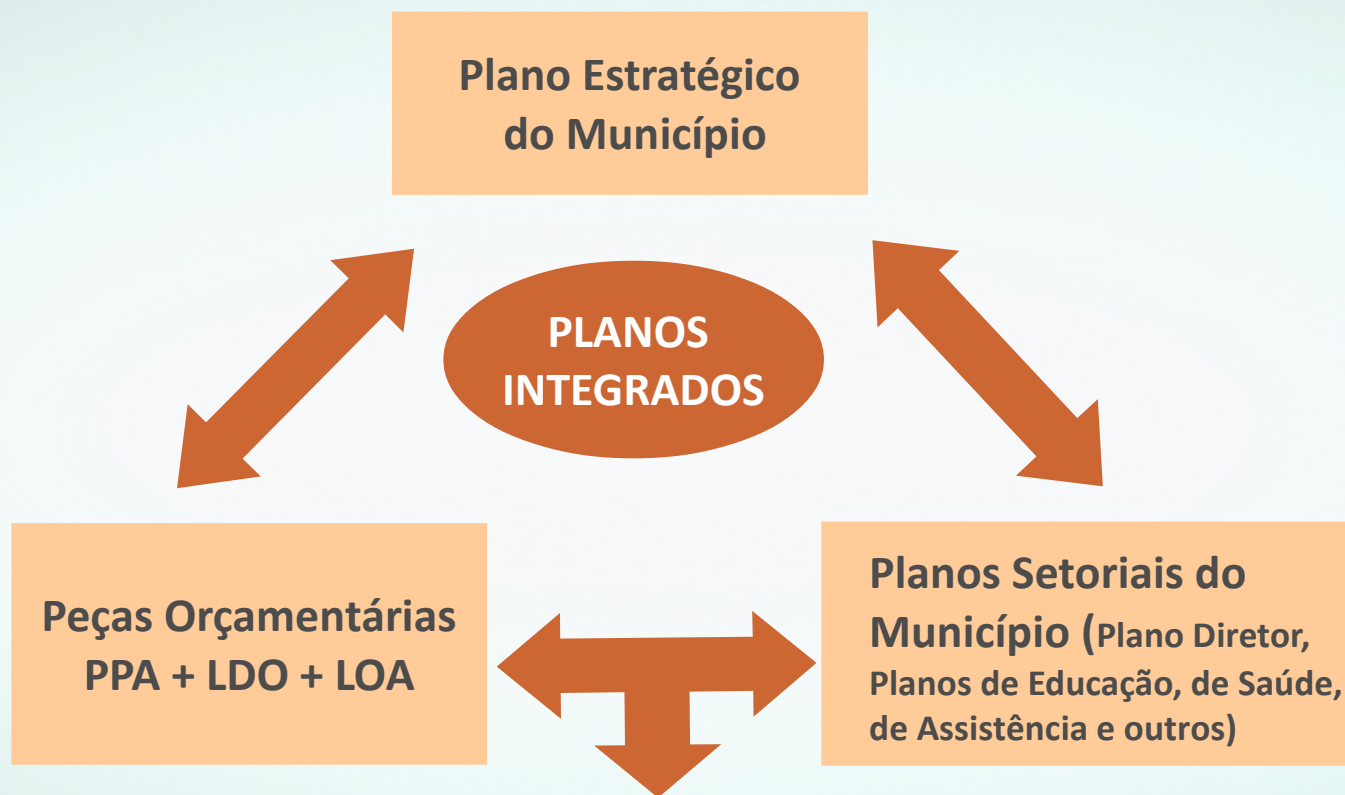 Plano Estratégico
do Município
PLANOS
INTEGRADOS
Peças Orçamentárias
PPA + LDO + LOA
Planos Setoriais do
Município (Plano Diretor,
Planos de Educação, de Saúde,
de Assistência e outros)